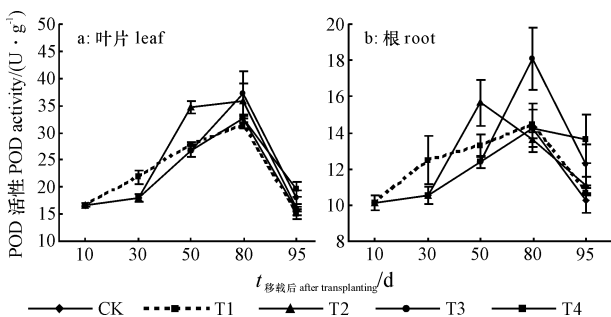 POD 活性 POD activity/(U · g⁻¹)
50
45
40
35
30
25
20
15
10
a: 叶片 leaf
10 30 50 80 95
20
18
16
14
12
10
8
b: 根 root
10 30 50 80 95
t 移栽后 after transplanting/d
CK T1 T2 T3 T4